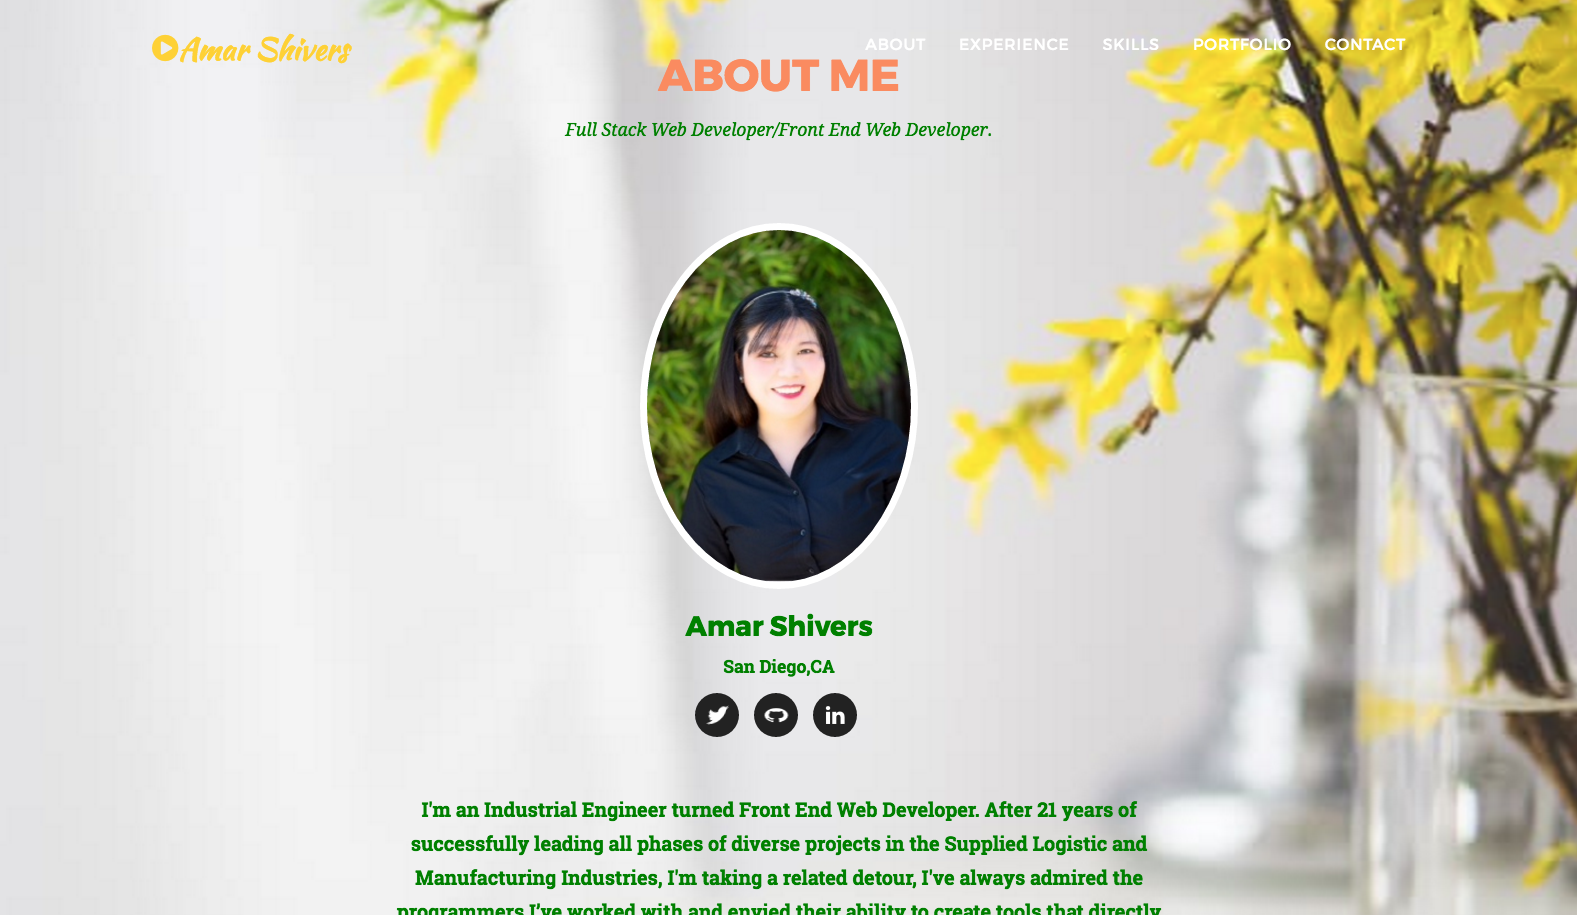 Amar Shivers
ABOUT EXPERIENCE SKILLS PORTFOLIO CONTACT
ABOUT ME
Full Stack Web Developer/Front End Web Developer.
Amar Shivers
San Diego,CA
in
I'm an Industrial Engineer turned Front End Web Developer. After 21 years of
successfully leading all phases of diverse projects in the Supplied Logistic and
Manufacturing Industries, I'm taking a related detour, I've always admired the
programmers I've worked with and envied their ability to create tools that directly